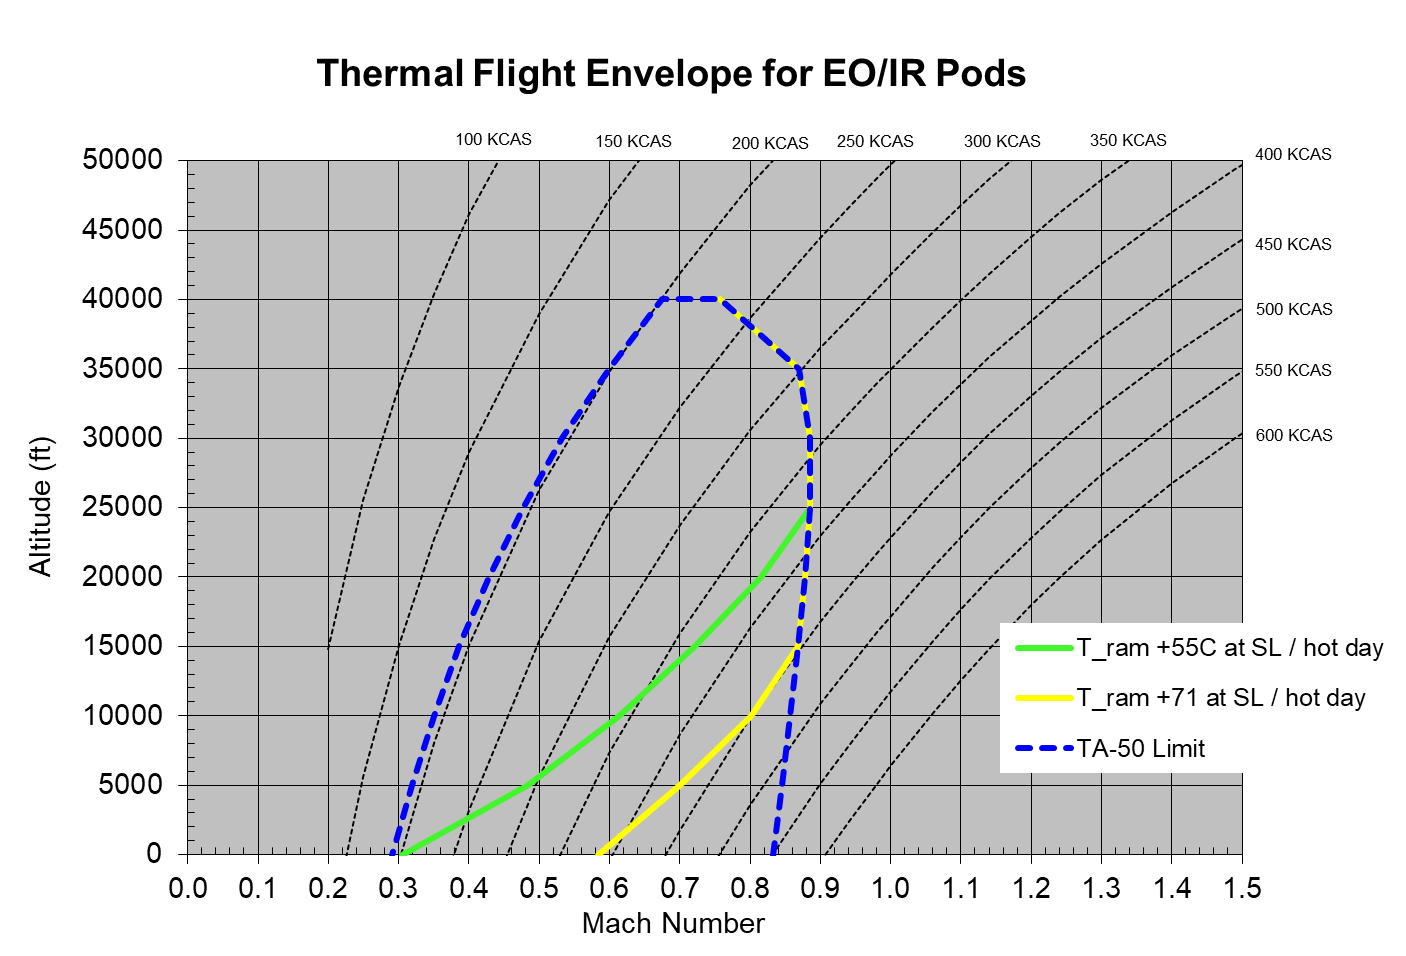 Thermal Flight Envelope for EO/IR Pods
100 KCAS
150 KCAS
200 KCAS
250 KCAS
300 KCAS
350 KCAS
400 KCAS
450 KCAS
500 KCAS
550 KCAS
600 KCAS
50000
45000
40000
35000
30000
25000
20000
15000
10000
5000
0
Altitude (ft)
T_ram +55C at SL / hot day
T_ram +71 at SL / hot day
TA-50 Limit
0.0 0.1 0.2 0.3 0.4 0.5 0.6 0.7 0.8 0.9 1.0 1.1 1.2 1.3 1.4 1.5
Mach Number